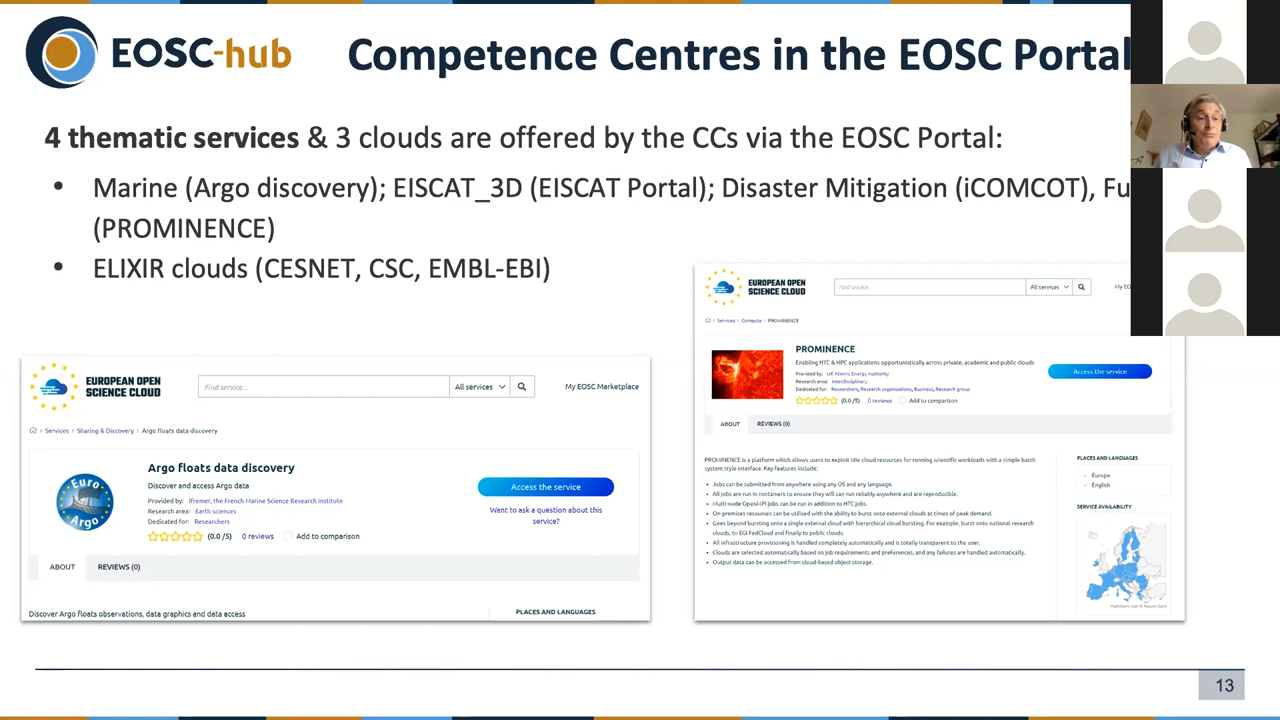 EOSC-hub
Competence Centres in the EOSC Portal
4 thematic services & 3 clouds are offered by the CCs via the EOSC Portal:
• Marine (Argo discovery); EISCAT_3D (EISCAT Portal); Disaster Mitigation (iCOMCOT), Fu
(PROMINENCE)
• ELIXIR clouds (CESNET, CSC, EMBL-EBI)
EUROPEAN OPEN
SCIENCE CLOUD
Find service...
All services
My EOSC Marketplace
Services > Sharing & Discovery > Argo floats data discovery
Euro
Argo
Argo floats data discovery
Discover and access Argo data
Provided by: Ifremer, the French Marine Science Research Institute
Research area: Earth sciences
Dedicated for: Researchers
(0.0 /5) 0 reviews Add to comparison
Access the service
Want to ask a question about this
service?
ABOUT REVIEWS (0)
Discover Argo floats observations, data graphics and data access
PLACES AND LANGUAGES
EUROPEAN OPEN
SCIENCE CLOUD
Find service...
All services
My EO
Services > Compute > PROMINENCE
PROMINENCE
Enabling HTC & HPC applications opportunistically across private, academic and public clouds
Provided by: UK Atomic Energy Authority
Research area: Interdisciplinary
Dedicated for: Researchers, Research organisations, Business, Research group
(0.0 /5) 0 reviews Add to comparison
Access the service
ABOUT REVIEWS (0)
PROMINENCE is a platform which allows users to exploit idle cloud resources for running scientific workloads with a simple batch
system style interface. Key features include:
• Jobs can be submitted from anywhere using any OS and any language.
• All jobs are run in containers to ensure they will run reliably anywhere and are reproducible.
• Multi-node OpenMPI jobs can be run in addition to HTC jobs.
• On-premises resources can be utilised with the ability to burst onto external clouds at times of peak demand.
• Goes beyond bursting onto a single external cloud with hierarchical cloud bursting. For example, burst onto national research
clouds, to EGI FedCloud and finally to public clouds.
• All infrastructure provisioning is handled completely automatically and is totally transparent to the user.
• Clouds are selected automatically based on job requirements and preferences, and any failures are handled automatically.
• Output data can be accessed from cloud-based object storage.
PLACES AND LANGUAGES
Europe
English
SERVICE AVAILABILITY
Highcharts.com © Natural Earth
13